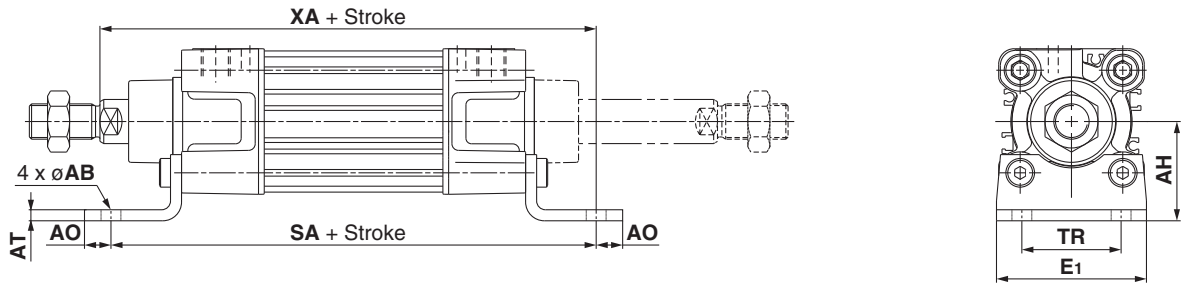 XA + Stroke
4 x øAB
AT
AO
SA + Stroke
AO
AH
TR
E1